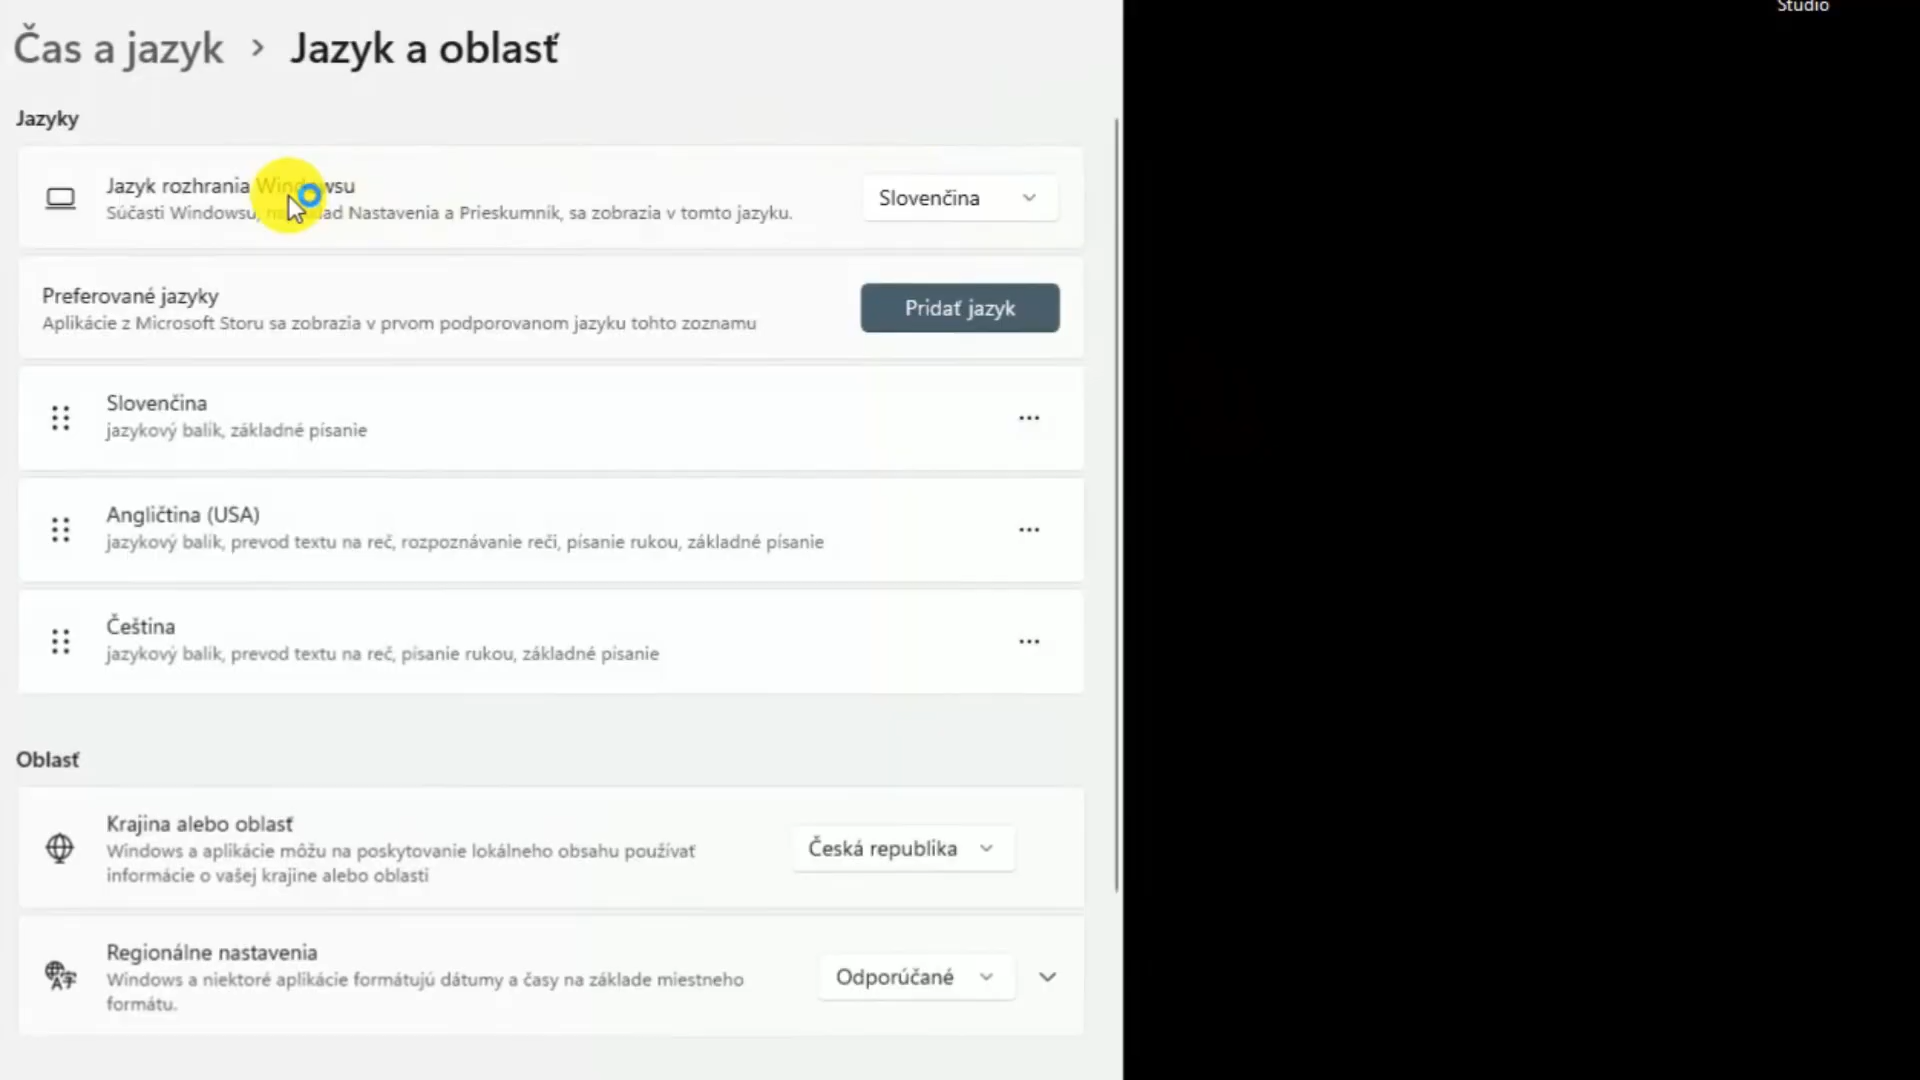 Studio
Čas a jazyk > Jazyk a oblasť
Jazyky
Jazyk rozhrania Windowsu
Súčasti Windowsu, Nastavenia a Prieskumník, sa zobrazia v tomto jazyku.
Slovenčina
Preferované jazyky
Aplikácie z Microsoft Storu sa zobrazia v prvom podporovanom jazyku tohto zoznamu
Pridať jazyk
Slovenčina
jazykový balík, základné písanie
Angličtina (USA)
jazykový balík, prevod textu na reč, rozpoznávanie reči, písanie rukou, základné písanie
Čeština
jazykový balík, prevod textu na reč, písanie rukou, základné písanie
Oblasť
Krajina alebo oblasť
Windows a aplikácie môžu na poskytovanie lokálneho obsahu používať
informácie o vašej krajine alebo oblasti
Česká republika
Regionálne nastavenia
Windows a niektoré aplikácie formátujú dátumy a časy na základe miestneho
formátu.
Odporúčané